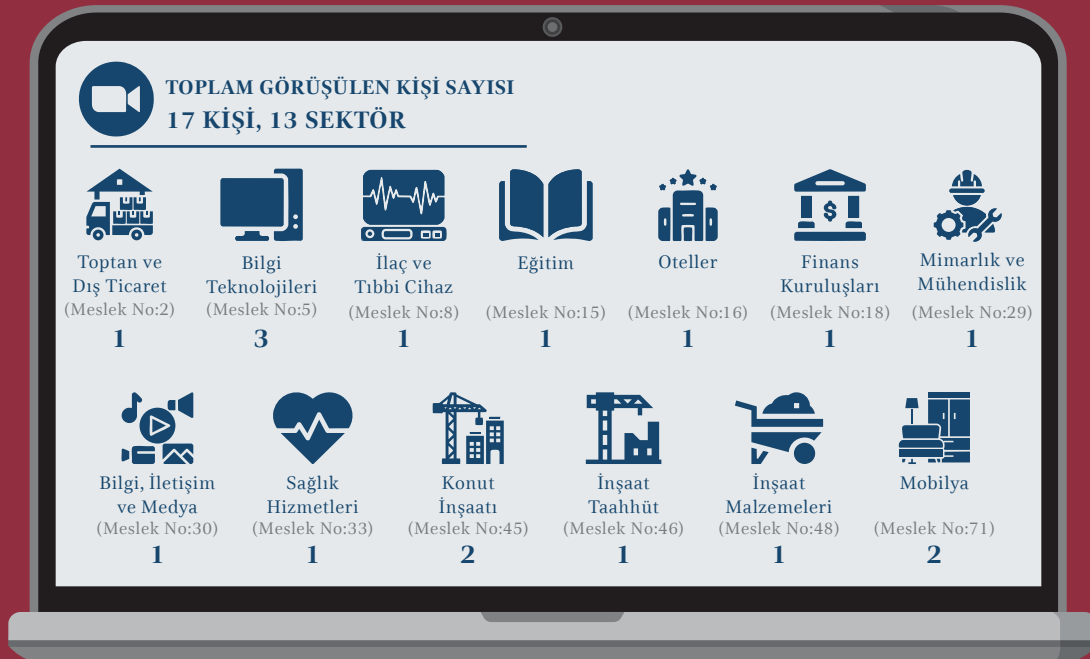 TOPLAM GÖRÜŞÜLEN KİŞİ SAYISI
17 KİŞİ, 13 SEKTÖR
Toptan ve
Dış Ticaret
(Meslek No:2)
1
Bilgi
Teknolojileri
(Meslek No:5)
3
İlaç ve
Tıbbi Cihaz
(Meslek No:8)
1
Eğitim
(Meslek No:15)
1
Oteller
(Meslek No:16)
1
Finans
Kuruluşları
(Meslek No:18)
1
Mimarlık ve
Mühendislik
(Meslek No:29)
1
Bilgi, İletişim
ve Medya
(Meslek No:30)
1
Sağlık
Hizmetleri
(Meslek No:33)
1
Konut
İnşaatı
(Meslek No:45)
2
İnşaat
Taahhüt
(Meslek No:46)
1
İnşaat
Malzemeleri
(Meslek No:48)
1
Mobilya
(Meslek No:71)
2